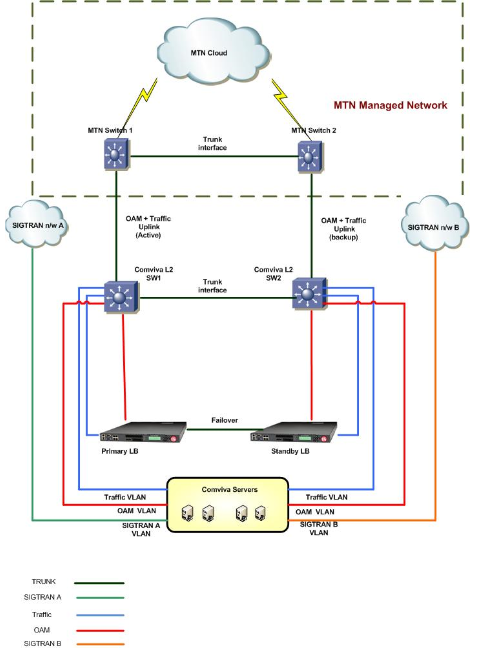 MTN Cloud
MTN Managed Network
MTN Switch 1
MTN Switch 2
Trunk
interface
SIGTRAN n/w A
SIGTRAN n/w B
OAM + Traffic
Uplink
(Active)
OAM + Traffic
Uplink
(backup)
Comviva L2
SW1
Comviva L2
SW2
Trunk
interface
Failover
Primary LB
Standby LB
Comviva Servers
Traffic VLAN
Traffic VLAN
OAM VLAN
OAM VLAN
SIGTRAN A
VLAN
SIGTRAN B
VLAN
TRUNK
SIGTRAN A
Traffic
OAM
SIGTRAN B